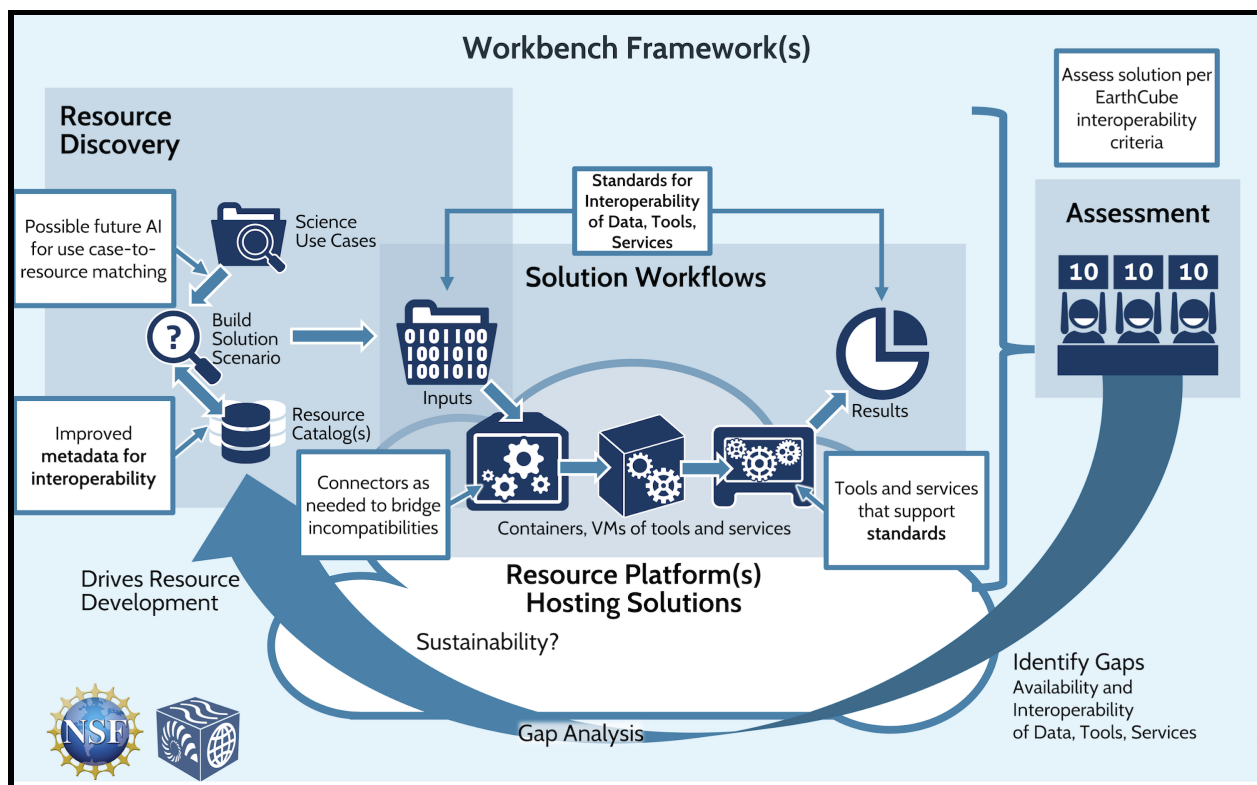 Workbench Framework(s)
Resource
Discovery
Possible future AI
for use case-to-
resource matching
Science
Use Cases
?
Build
Solution
Scenario
Resource
Catalog(s)
Improved
metadata for
interoperability
Standards for
Interoperability
of Data, Tools,
Services
Solution Workflows
0101100
1001010
100101 0
Inputs
Results
Connectors as
needed to bridge
incompatibilities
Containers, VMs of tools and services
Tools and services
that support
standards
Resource Platform(s)
Hosting Solutions
Assess solution per
EarthCube
interoperability
criteria
Assessment
10 10 10
Drives Resource
Development
Sustainability?
Gap Analysis
Identify Gaps
Availability and
Interoperability
of Data, Tools, Services
NSF